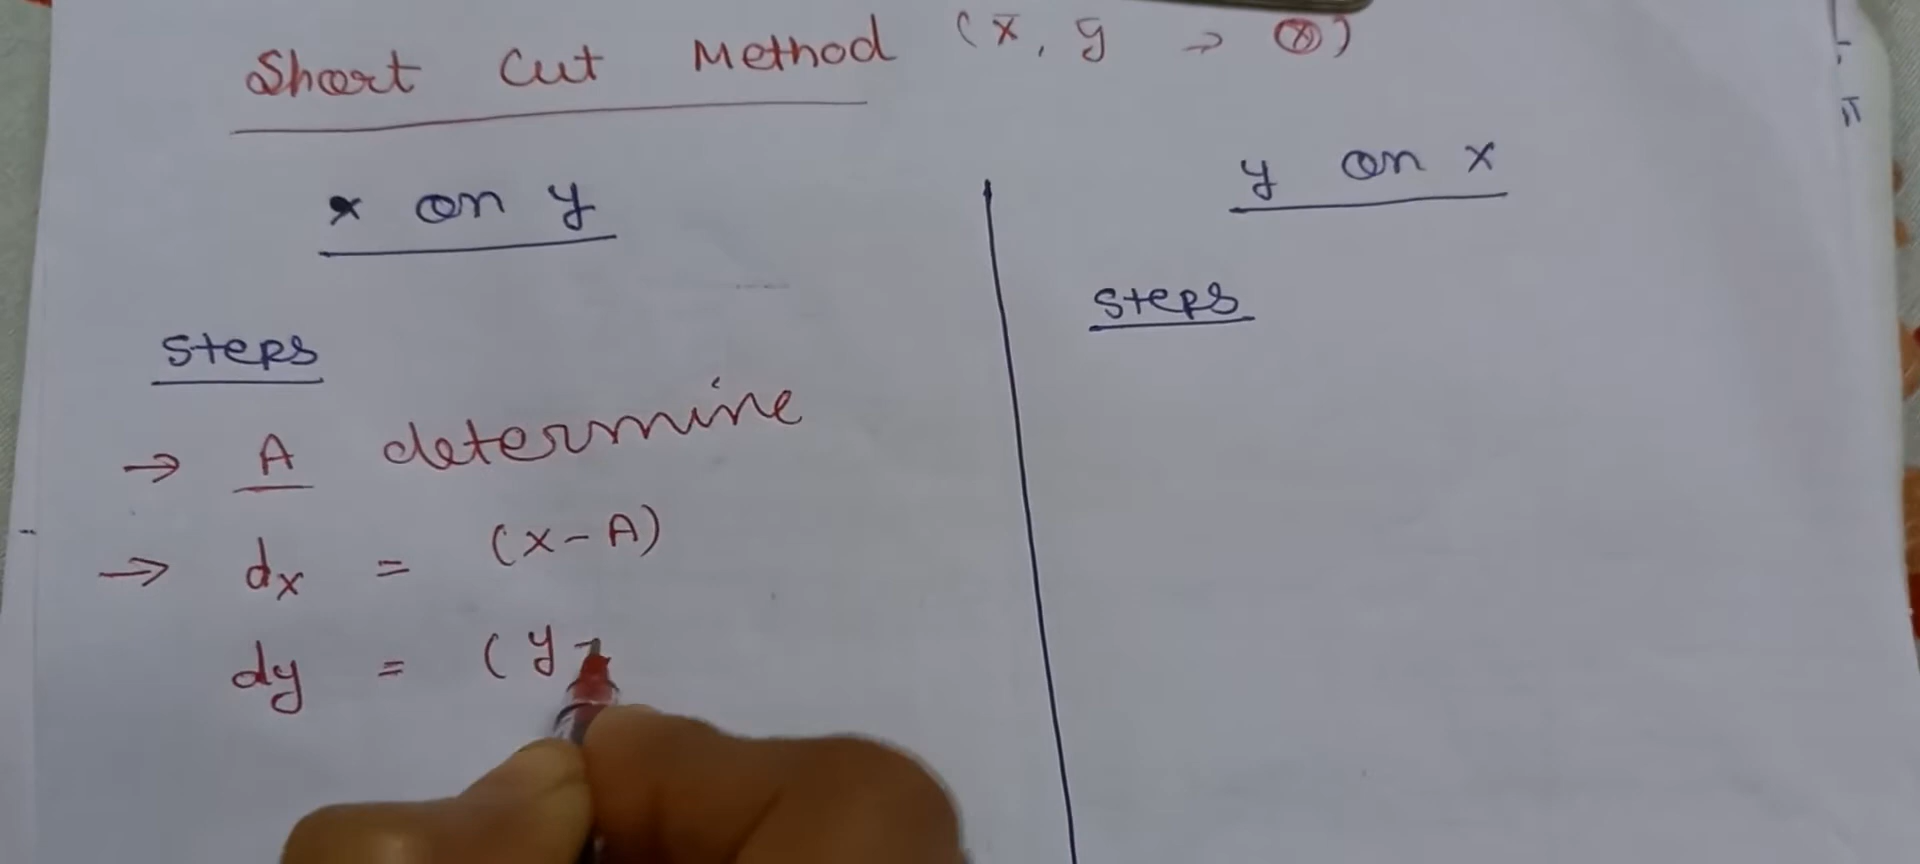 Short Cut Method (x̄, ȳ → ⓧ)
x on y
Steps
→ A determine
→ dx = (x - A)
dy = (y -
y on x
Steps